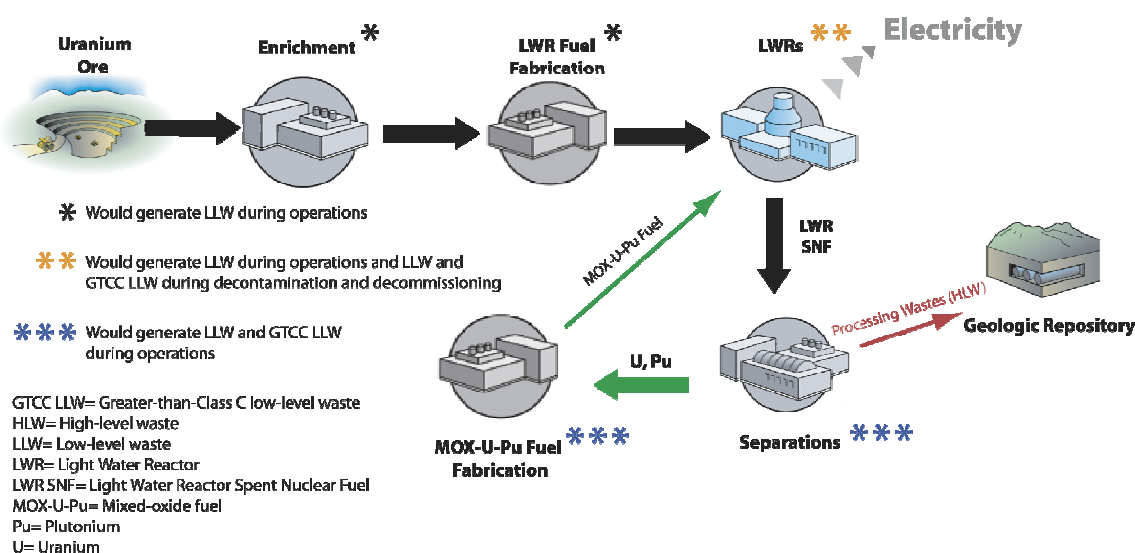 Uranium
Ore
Enrichment *
LWR Fuel *
Fabrication
LWRs **
Electricity
* Would generate LLW during operations
** Would generate LLW during operations and LLW and
GTCC LLW during decontamination and decommissioning
*** Would generate LLW and GTCC LLW
during operations
LWR
SNF
MOX-U-Pu Fuel
Processing Wastes (HLW)
Geologic Repository
U, Pu
MOX-U-Pu Fuel ***
Fabrication
Separations ***
GTCC LLW= Greater-than-Class C low-level waste
HLW= High-level waste
LLW= Low-level waste
LWR= Light Water Reactor
LWR SNF= Light Water Reactor Spent Nuclear Fuel
MOX-U-Pu= Mixed-oxide fuel
Pu= Plutonium
U= Uranium